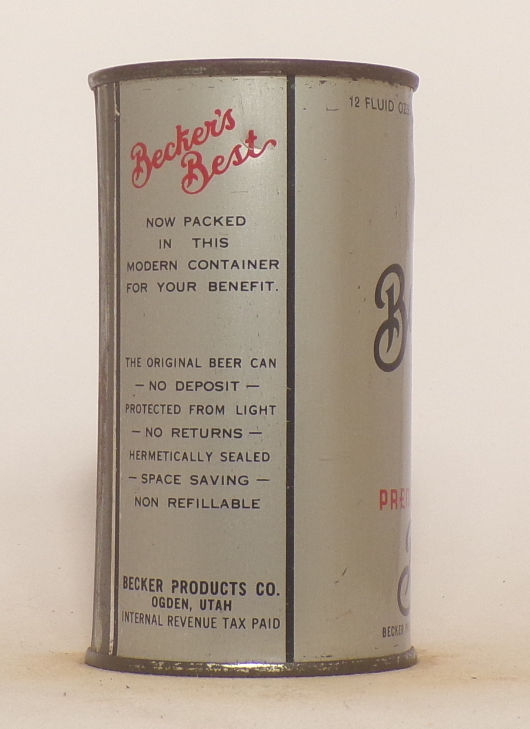 Becker's
Best
NOW PACKED
IN THIS
MODERN CONTAINER
FOR YOUR BENEFIT.
THE ORIGINAL BEER CAN
— NO DEPOSIT —
PROTECTED FROM LIGHT
— NO RETURNS —
HERMETICALLY SEALED
— SPACE SAVING —
NON REFILLABLE
BECKER PRODUCTS CO.
OGDEN, UTAH
INTERNAL REVENUE TAX PAID
12 FLUID
BECKER